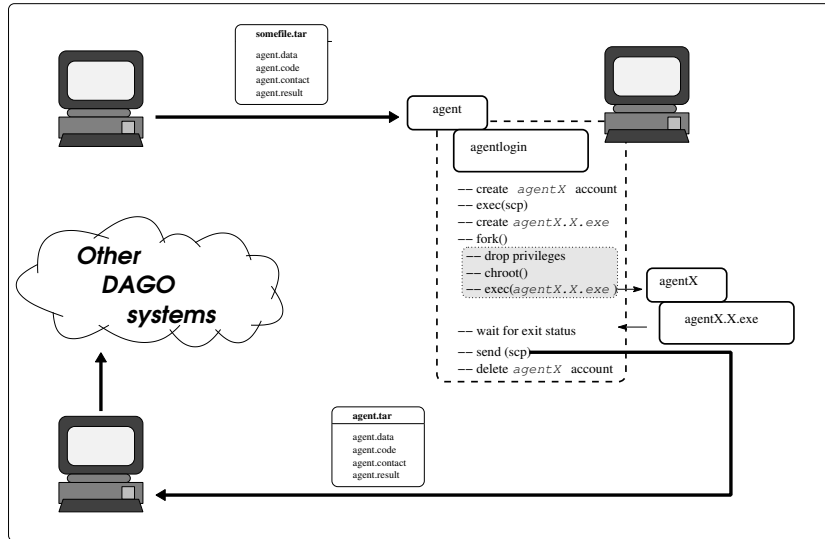 somefile.tar
agent.data
agent.code
agent.contact
agent.result
agent
agentlogin
–– create agentX account
–– exec(scp)
–– create agentX.X.exe
–– fork()
–– drop privileges
–– chroot()
–– exec(agentX.X.exe)
agentX
agentX.X.exe
–– wait for exit status
–– send (scp)
–– delete agentX account
Other
DAGO
systems
agent.tar
agent.data
agent.code
agent.contact
agent.result